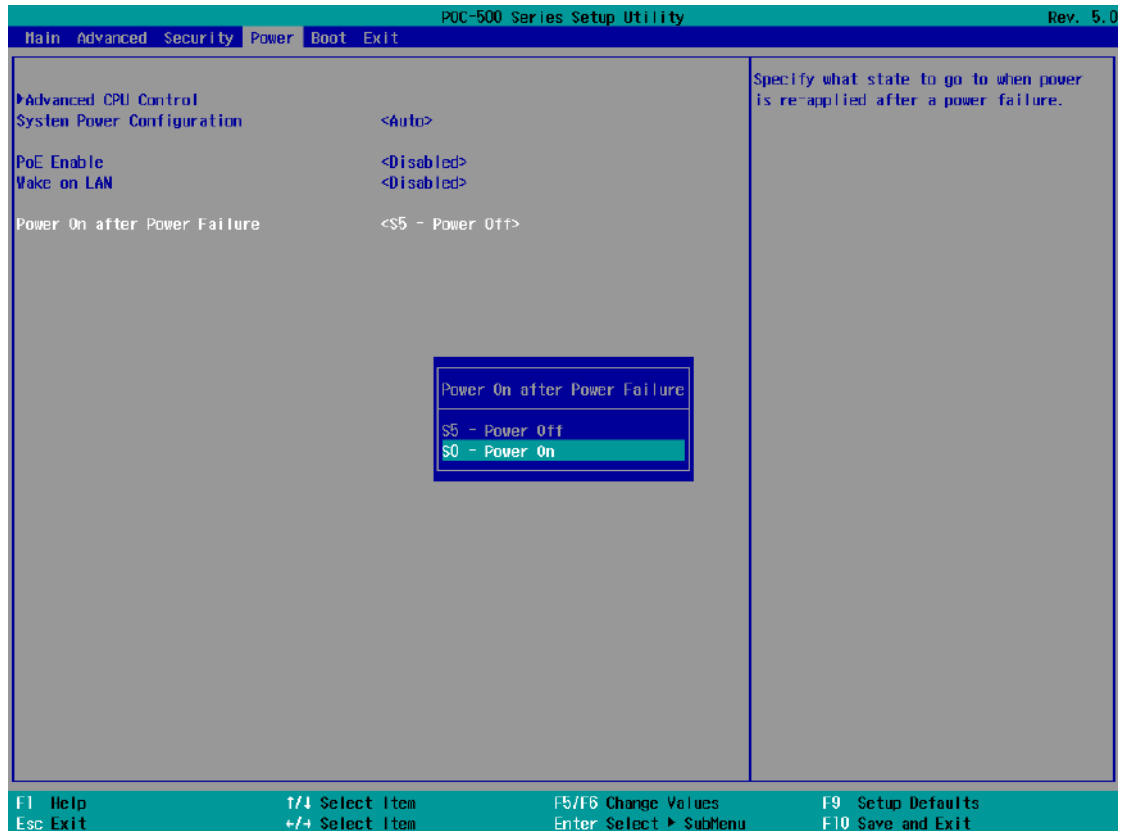 POC-500 Series Setup Utility Rev. 5.0
Main Advanced Security Power Boot Exit
Specify what state to go to when power
is re-applied after a power failure.
▶Advanced CPU Control
System Power Configuration <Auto>
PoE Enable <Disabled>
Wake on LAN <Disabled>
Power On after Power Failure <S5 - Power Off>
Power On after Power Failure
S5 - Power Off
S0 - Power On
F1 Help ↑/↓ Select Item F5/F6 Change Values F9 Setup Defaults
Esc Exit ←/→ Select Item Enter Select ▶ SubMenu F10 Save and Exit